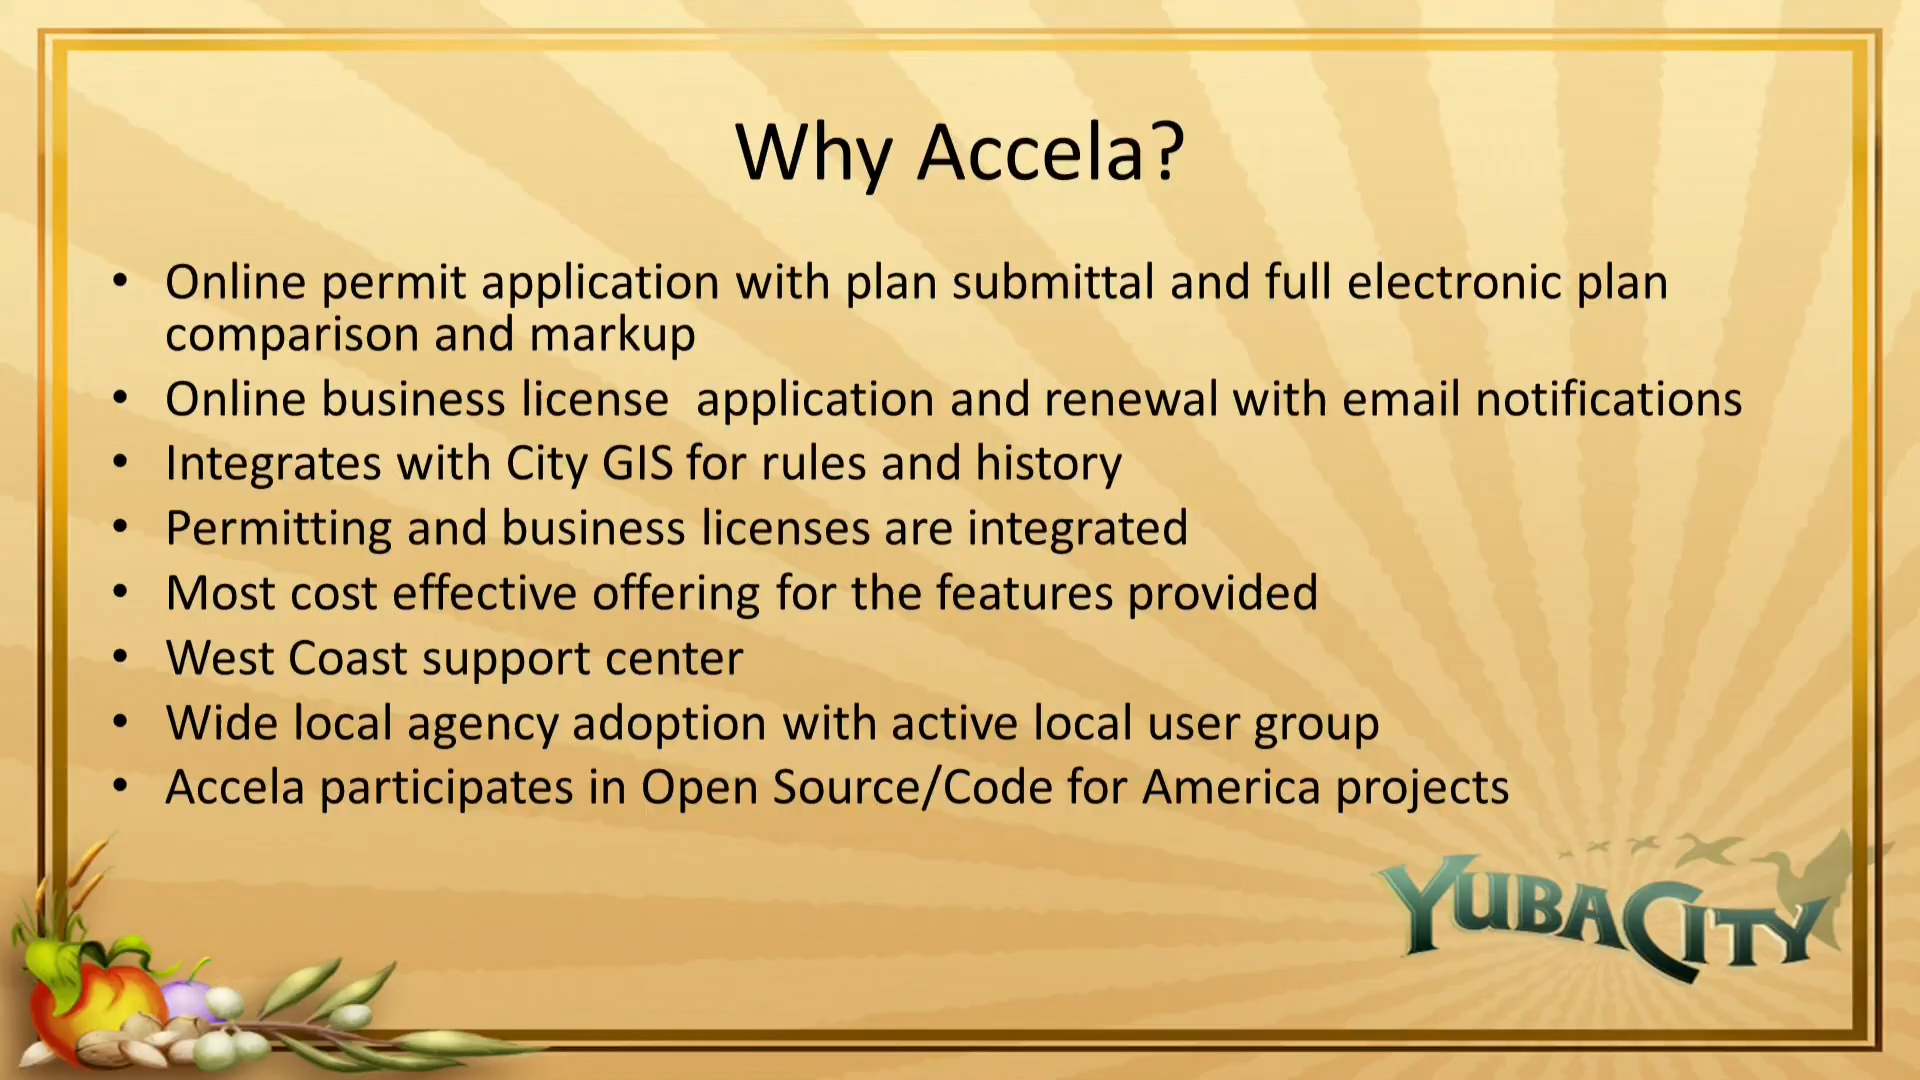 Why Accela?
• Online permit application with plan submittal and full electronic plan
comparison and markup
• Online business license  application and renewal with email notifications
• Integrates with City GIS for rules and history
• Permitting and business licenses are integrated
• Most cost effective offering for the features provided
• West Coast support center
• Wide local agency adoption with active local user group
• Accela participates in Open Source/Code for America projects
YUBA CITY